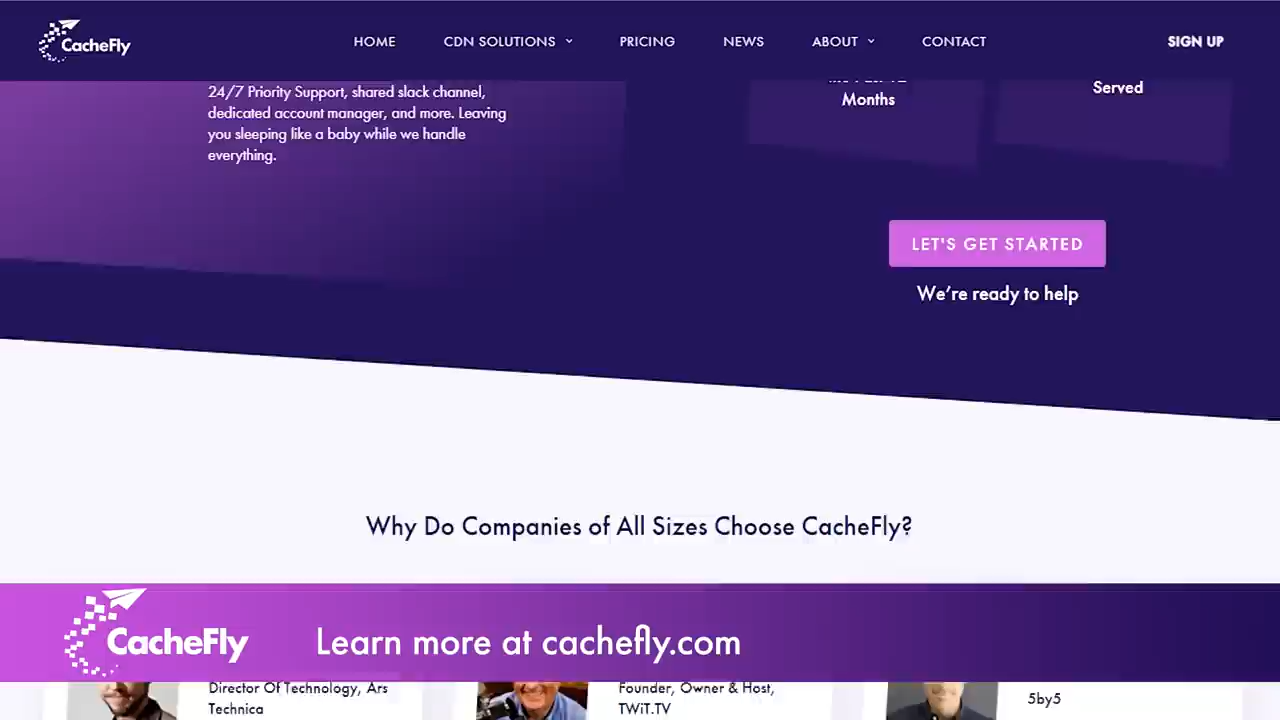 CacheFly
HOME
CDN SOLUTIONS
PRICING
NEWS
ABOUT
CONTACT
SIGN UP
24/7 Priority Support, shared slack channel,
dedicated account manager, and more. Leaving
you sleeping like a baby while we handle
everything.
Months
Served
LET'S GET STARTED
We’re ready to help
Why Do Companies of All Sizes Choose CacheFly?
CacheFly
Learn more at cachefly.com
Director Of Technology, Ars
Technica
Founder, Owner & Host,
TWiT.TV
5by5